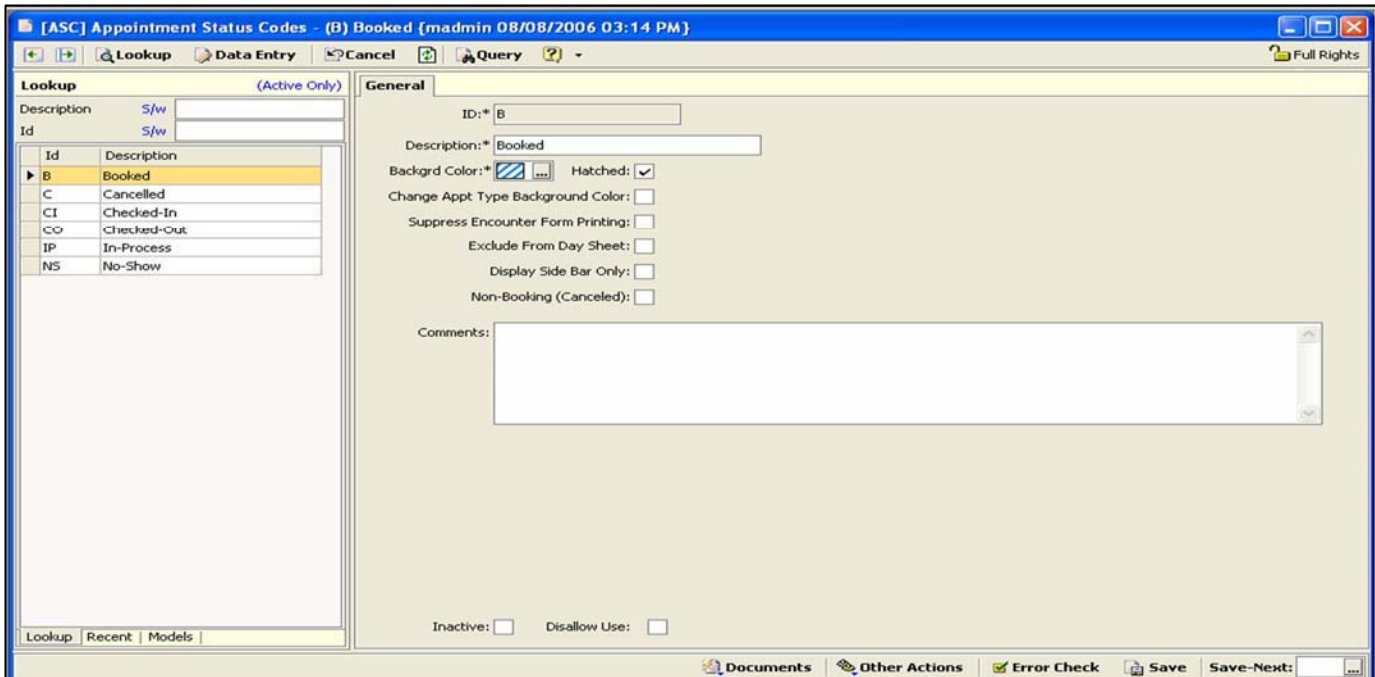 [ASC] Appointment Status Codes - (B) Booked {madmin 08/08/2006 03:14 PM}
Lookup Data Entry Cancel Query Full Rights
Lookup (Active Only)
Description S/w
Id S/w
Id Description
B Booked
C Cancelled
CI Checked-In
CO Checked-Out
IP In-Process
NS No-Show
Lookup Recent | Models |
General
ID:* B
Description:* Booked
Backgrd Color:* ... Hatched:
Change Appt Type Background Color:
Suppress Encounter Form Printing:
Exclude From Day Sheet:
Display Side Bar Only:
Non-Booking (Canceled):
Comments:
Inactive: Disallow Use:
Documents Other Actions Error Check Save Save-Next: ...